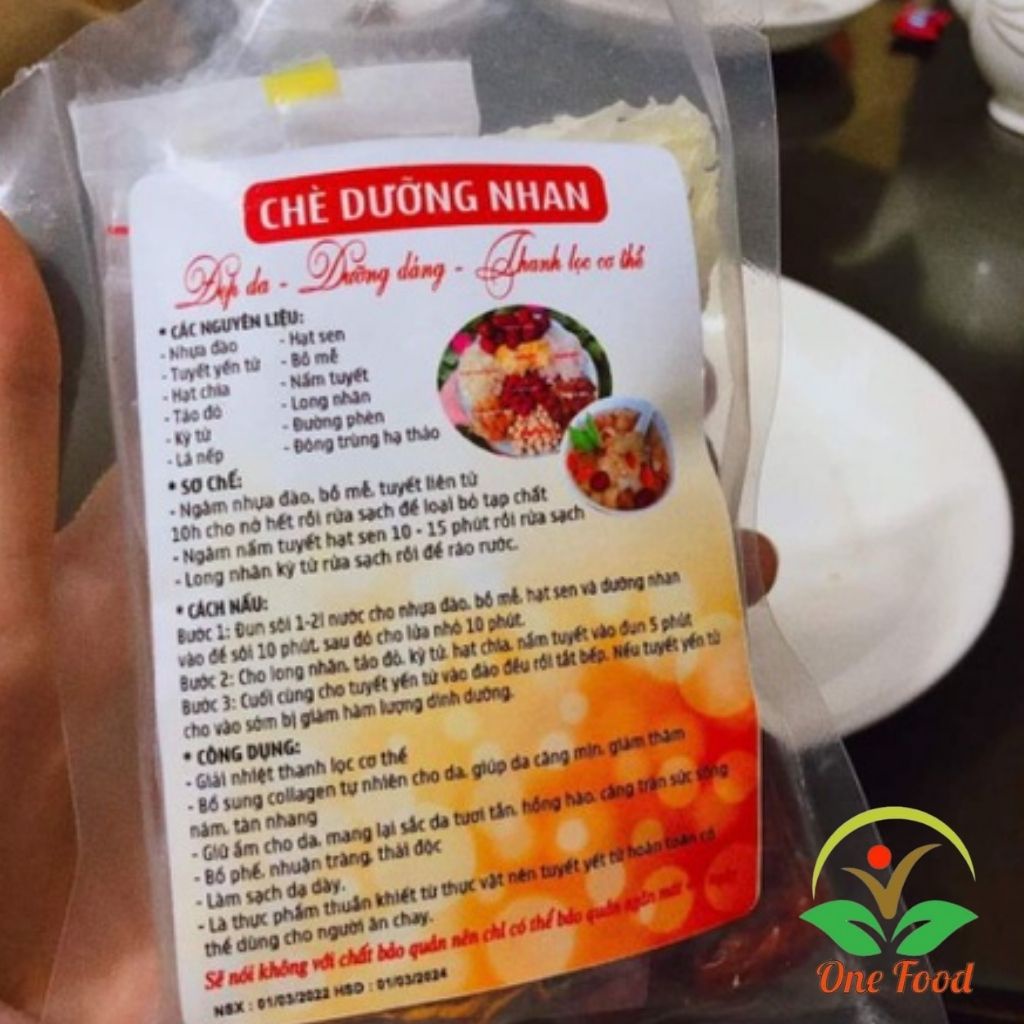 CHÈ DƯỠNG NHAN
Đẹp da - Dưỡng dáng - Thanh lọc cơ thể
* CÁC NGUYÊN LIỆU:
- Nhựa đào
- Tuyết yến tử
- Hạt chia
- Táo đỏ
- Kỳ tử
- Lá nếp
- Hạt sen
- Bồ mễ
- Nấm tuyết
- Long nhãn
- Đường phèn
- Đông trùng hạ thảo
* SƠ CHẾ:
- Ngâm nhựa đào, bồ mễ, tuyết liên tử
10h cho nở hết rồi rửa sạch để loại bỏ tạp chất
- Ngâm nấm tuyết hạt sen 10 - 15 phút rồi rửa sạch
- Long nhãn kỳ tử rửa sạch rồi để ráo nước.
* CÁCH NẤU:
Bước 1: Đun sôi 1-2l nước cho nhựa đào, bồ mễ, hạt sen và dưỡng nhan
vào để sôi 10 phút, sau đó cho lửa nhỏ 10 phút.
Bước 2: Cho long nhãn, táo đỏ, kỳ tử, hạt chia, nấm tuyết vào đun 5 phút
Bước 3: Cuối cùng cho tuyết yến tử vào đảo đều rồi tắt bếp. Nếu tuyết yến tử
cho vào sớm bị giảm hàm lượng dinh dưỡng.
* CÔNG DỤNG:
- Giải nhiệt thanh lọc cơ thể
- Bổ sung collagen tự nhiên cho da, giúp da căng mịn, giảm thâm
nám, tàn nhang
- Giữ ẩm cho da, mang lại sắc da tươi tắn, hồng hào, căng tràn sức sống
- Bổ phế, nhuận tràng, thải độc
- Làm sạch dạ dày.
- Là thực phẩm thuần khiết từ thực vật nên tuyết yết tử hoàn toàn có
thể dùng cho người ăn chay.
Sẽ nói không với chất bảo quản nên chỉ có thể bảo quản ngăn mát
NSX : 01/03/2022 HSD : 01/03/2024
One Food